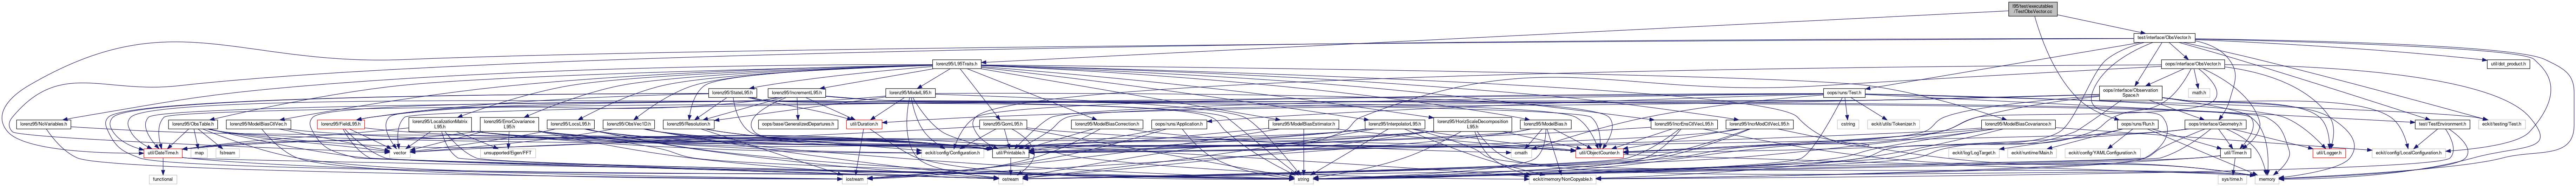 l95/test/executables
/TestObsVector.cc
test/interface/ObsVector.h
lorenz95/L95Traits.h
oops/interface/ObsVector.h
util/dot_product.h
lorenz95/StateL95.h
lorenz95/IncrementL95.h
lorenz95/ModelL95.h
oops/runs/Test.h
oops/interface/Observation
Space.h
math.h
lorenz95/NoVariables.h
lorenz95/ObsTable.h
lorenz95/ModelBiasCtlVec.h
lorenz95/FieldL95.h
lorenz95/LocalizationMatrix
L95.h
lorenz95/ErrorCovariance
L95.h
lorenz95/LocsL95.h
lorenz95/ObsVec1D.h
lorenz95/Resolution.h
oops/base/GeneralizedDepartures.h
util/Duration.h
lorenz95/GomL95.h
lorenz95/ModelBiasCorrection.h
oops/runs/Application.h
lorenz95/ModelBiasEstimator.h
lorenz95/InterpolatorL95.h
lorenz95/HorizScaleDecomposition
L95.h
lorenz95/ModelBias.h
lorenz95/IncrEnsCtlVecL95.h
lorenz95/IncrModCtlVecL95.h
cstring
eckit/utils/Tokenizer.h
lorenz95/ModelBiasCovariance.h
oops/runs/Run.h
oops/interface/Geometry.h
test/TestEnvironment.h
eckit/testing/Test.h
util/DateTime.h
map
fstream
vector
unsupported/Eigen/FFT
eckit/config/Configuration.h
util/Printable.h
cmath
util/ObjectCounter.h
eckit/log/LogTarget.h
eckit/runtime/Main.h
eckit/config/YAMLConfiguration.h
util/Timer.h
util/Logger.h
eckit/config/LocalConfiguration.h
functional
iostream
ostream
string
eckit/memory/NonCopyable.h
sys/time.h
memory